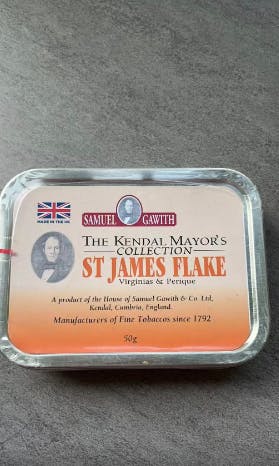 MADE IN THE UK
SAMUEL GAWITH
THE KENDAL MAYOR'S
COLLECTION
ST JAMES FLAKE
Virginias & Perique
A product of the House of Samuel Gawith & Co. Ltd,
Kendal, Cumbria, England.
Manufacturers of Fine Tobaccos since 1792
50g